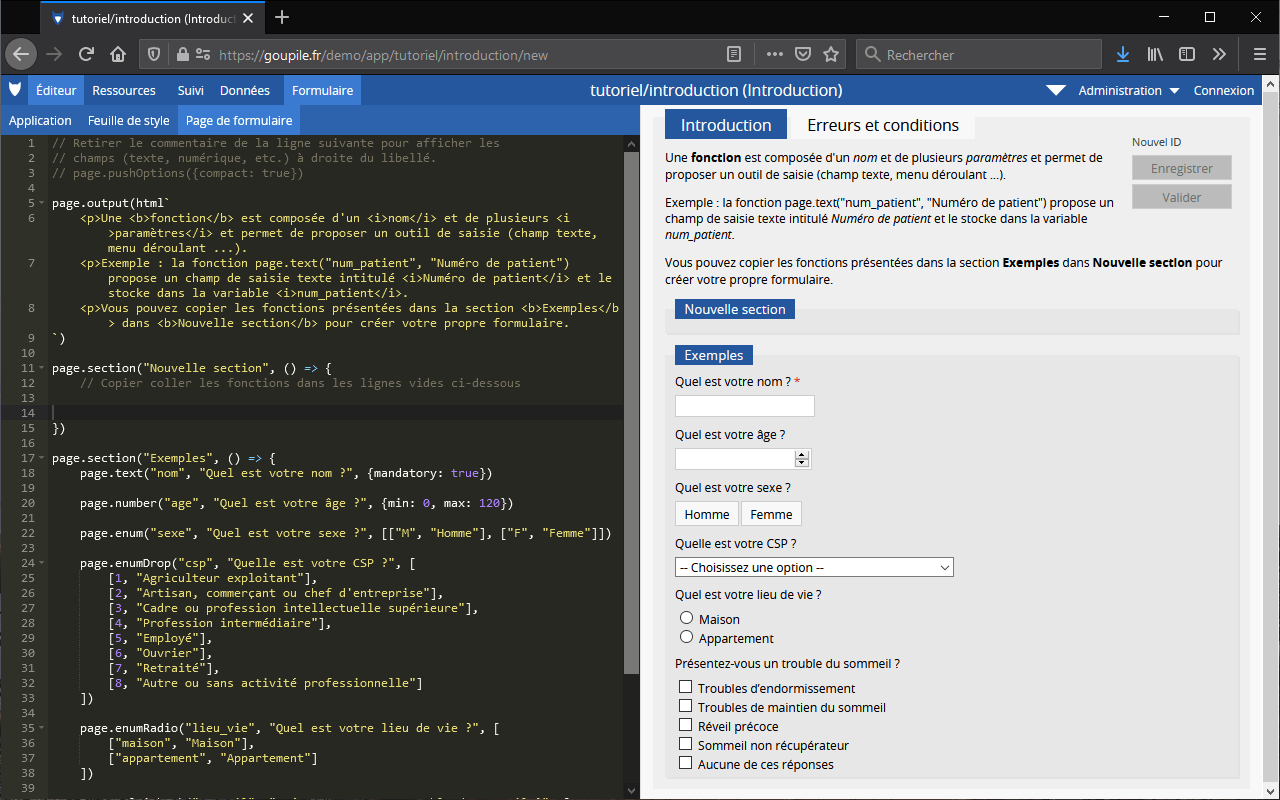 tutoriel/introduction (Introduct
https://goupile.fr/demo/app/tutoriel/introduction/new
Rechercher
Éditeur
Ressources
Suivi
Données
Formulaire
tutoriel/introduction (Introduction)
Administration
Connexion
Application
Feuille de style
Page de formulaire
1 // Retirer le commentaire de la ligne suivante pour afficher les
2 // champs (texte, numérique, etc.) à droite du libellé.
3 // page.pushOptions({compact: true})
4
5 page.output(html`
6 <p>Une <b>fonction</b> est composée d'un <i>nom</i> et de plusieurs <i
>paramètres</i> et permet de proposer un outil de saisie (champ texte,
menu déroulant ...).
7 <p>Exemple : la fonction page.text("num_patient", "Numéro de patient")
propose un champ de saisie texte intitulé <i>Numéro de patient</i> et le
stocke dans la variable <i>num_patient</i>.
8 <p>Vous pouvez copier les fonctions présentées dans la section <b>Exemples</b
> dans <b>Nouvelle section</b> pour créer votre propre formulaire.
9 `)
10
11 page.section("Nouvelle section", () => {
12 // Copier coller les fonctions dans les lignes vides ci-dessous
13
14
15 })
16
17 page.section("Exemples", () => {
18 page.text("nom", "Quel est votre nom ?", {mandatory: true})
19
20 page.number("age", "Quel est votre âge ?", {min: 0, max: 120})
21
22 page.enum("sexe", "Quel est votre sexe ?", [["M", "Homme"], ["F", "Femme"]])
23
24 page.enumDrop("csp", "Quelle est votre CSP ?", [
25 [1, "Agriculteur exploitant"],
26 [2, "Artisan, commerçant ou chef d'entreprise"],
27 [3, "Cadre ou profession intellectuelle supérieure"],
28 [4, "Profession intermédiaire"],
29 [5, "Employé"],
30 [6, "Ouvrier"],
31 [7, "Retraité"],
32 [8, "Autre ou sans activité professionnelle"]
33 ])
34
35 page.enumRadio("lieu_vie", "Quel est votre lieu de vie ?", [
36 ["maison", "Maison"],
37 ["appartement", "Appartement"]
38 ])
39
Introduction
Erreurs et conditions
Une fonction est composée d'un nom et de plusieurs paramètres et permet de
proposer un outil de saisie (champ texte, menu déroulant ...).
Exemple : la fonction page.text("num_patient", "Numéro de patient") propose un
champ de saisie texte intitulé Numéro de patient et le stocke dans la variable
num_patient.
Vous pouvez copier les fonctions présentées dans la section Exemples dans Nouvelle section pour
créer votre propre formulaire.
Nouvel ID
Enregistrer
Valider
Nouvelle section
Exemples
Quel est votre nom ? *
Quel est votre âge ?
Quel est votre sexe ?
Homme
Femme
Quelle est votre CSP ?
-- Choisissez une option --
Quel est votre lieu de vie ?
Maison
Appartement
Présentez-vous un trouble du sommeil ?
Troubles d'endormissement
Troubles de maintien du sommeil
Réveil précoce
Sommeil non récupérateur
Aucune de ces réponses